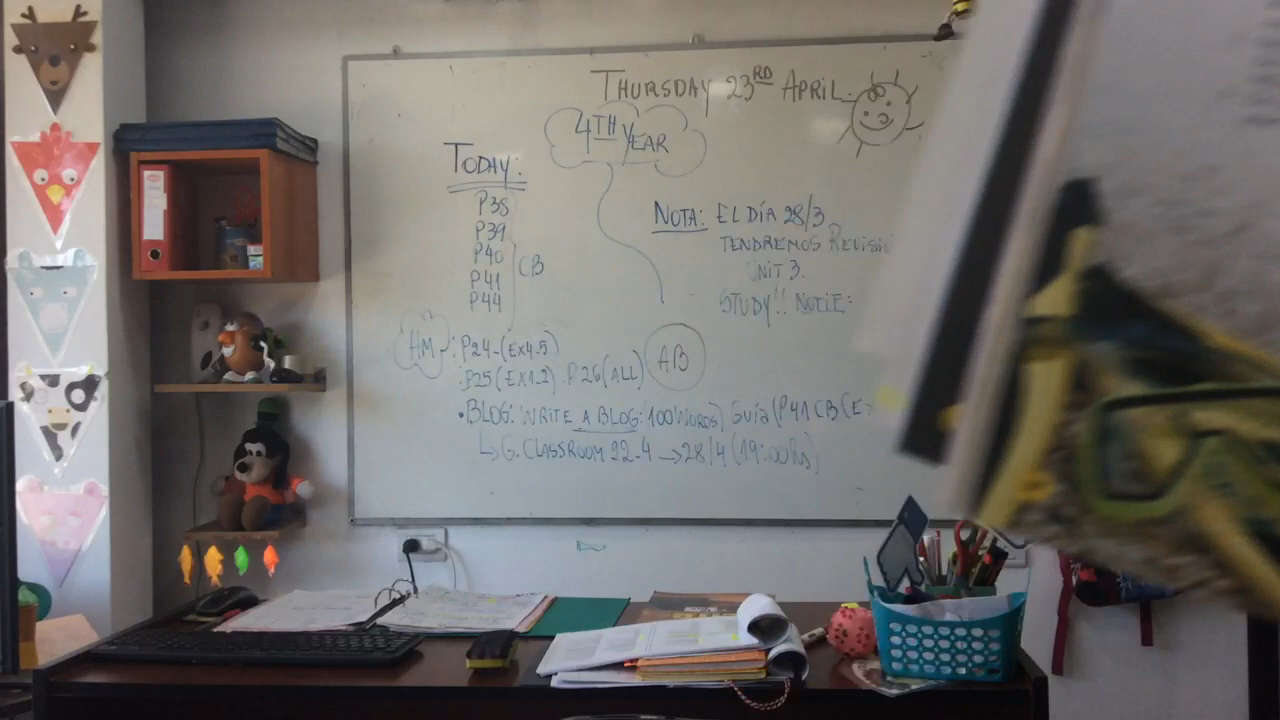 THURSDAY 23RD APRIL.
4TH YEAR
TODAY:
P38
P39
P40
P41
P44
CB
NOTA: EL DÍA 28/3
TENDREMOS
UNIT 3.
STUDY!!
HM: P24-(EX4-5)
: P25(EX1-2) P26(ALL)
AB
• BLOG: WRITE A BLOG: 100 WORDS) GUÍA (P41 CB
G. CLASSROOM 22-4 → 28/4 (19:00hs)